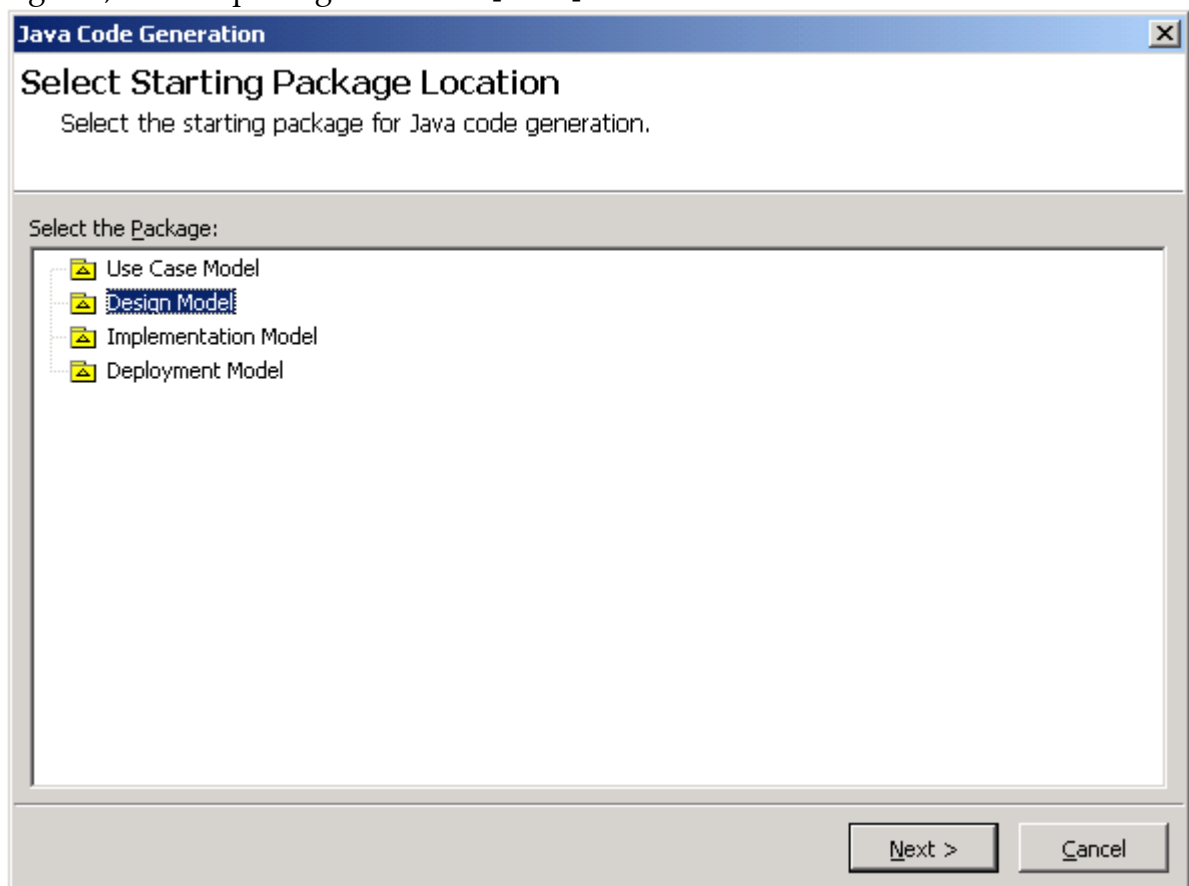 Java Code Generation
Select Starting Package Location
Select the starting package for Java code generation.
Select the Package:
Use Case Model
Design Model
Implementation Model
Deployment Model
Next > Cancel